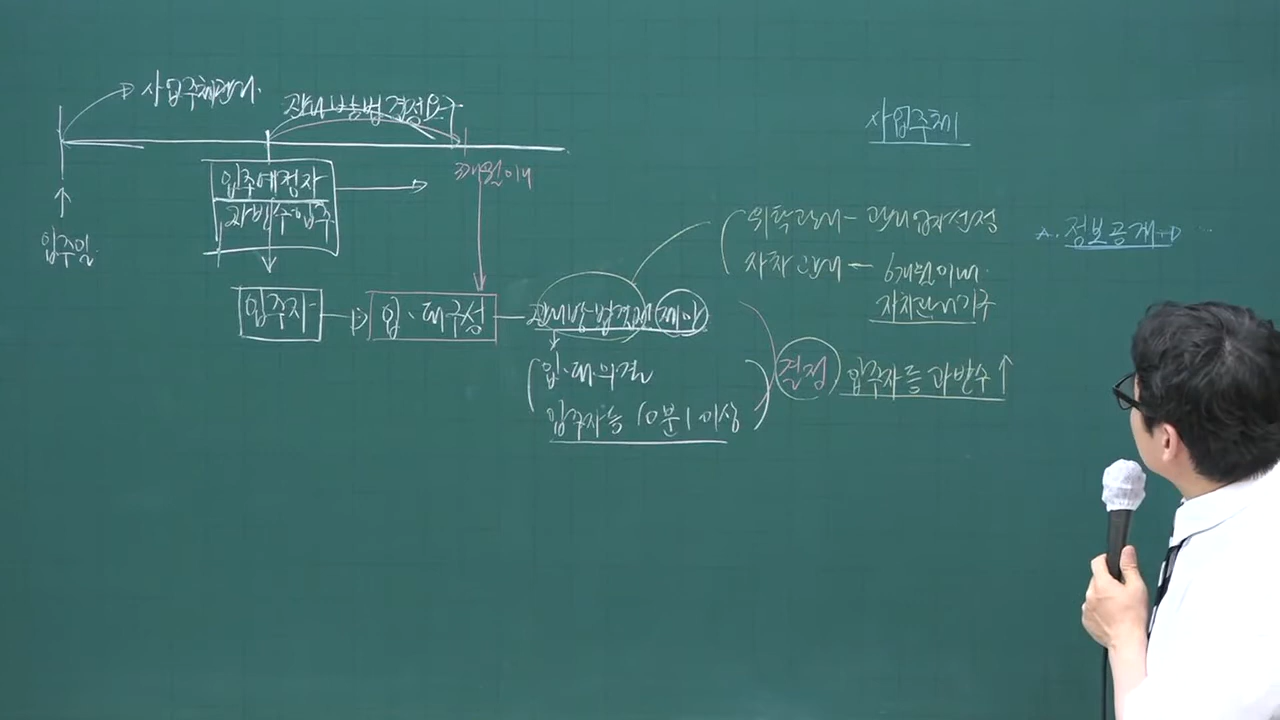 사업주체관리.
관리방법결정요구
사업주체
입주예정자
과반수입주
3개월이내
입주일
위탁관리 - 관리업자선정
A. 정보공개
자치관리 - 6개월이내
자치관리기구
입주자
입·대구성
관리방법결정(제안)
입·대·의결
입주자등 10분1 이상
결정
입주자등 과반수↑